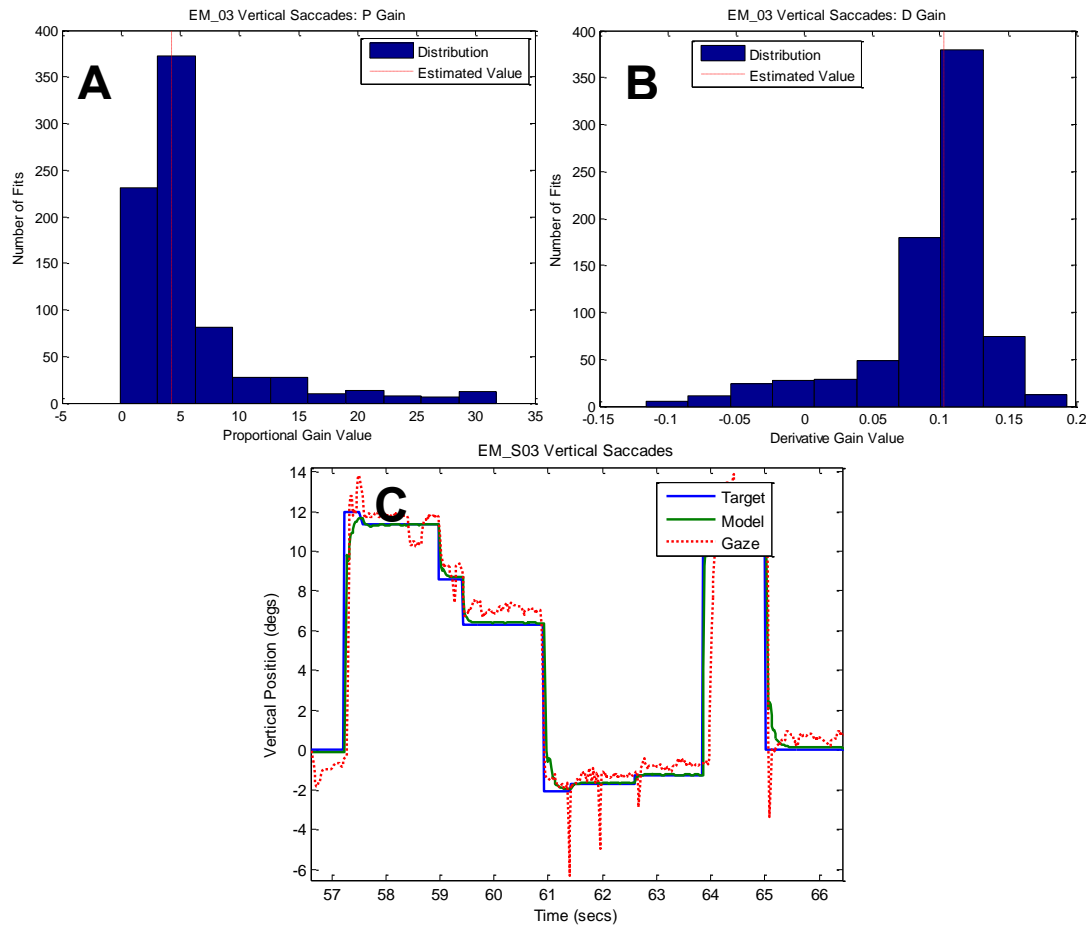 EM_03 Vertical Saccades: P Gain
400
350
300
250
200
150
100
50
0
Number of Fits
A
Distribution
Estimated Value
-5 0 5 10 15 20 25 30 35
Proportional Gain Value
EM_03 Vertical Saccades: D Gain
400
350
300
250
200
150
100
50
0
Number of Fits
B
Distribution
Estimated Value
-0.15 -0.1 -0.05 0 0.05 0.1 0.15 0.2
Derivative Gain Value
EM_S03 Vertical Saccades
14
12
10
8
6
4
2
0
-2
-4
-6
Vertical Position (degs)
C
Target
Model
Gaze
57 58 59 60 61 62 63 64 65 66
Time (secs)